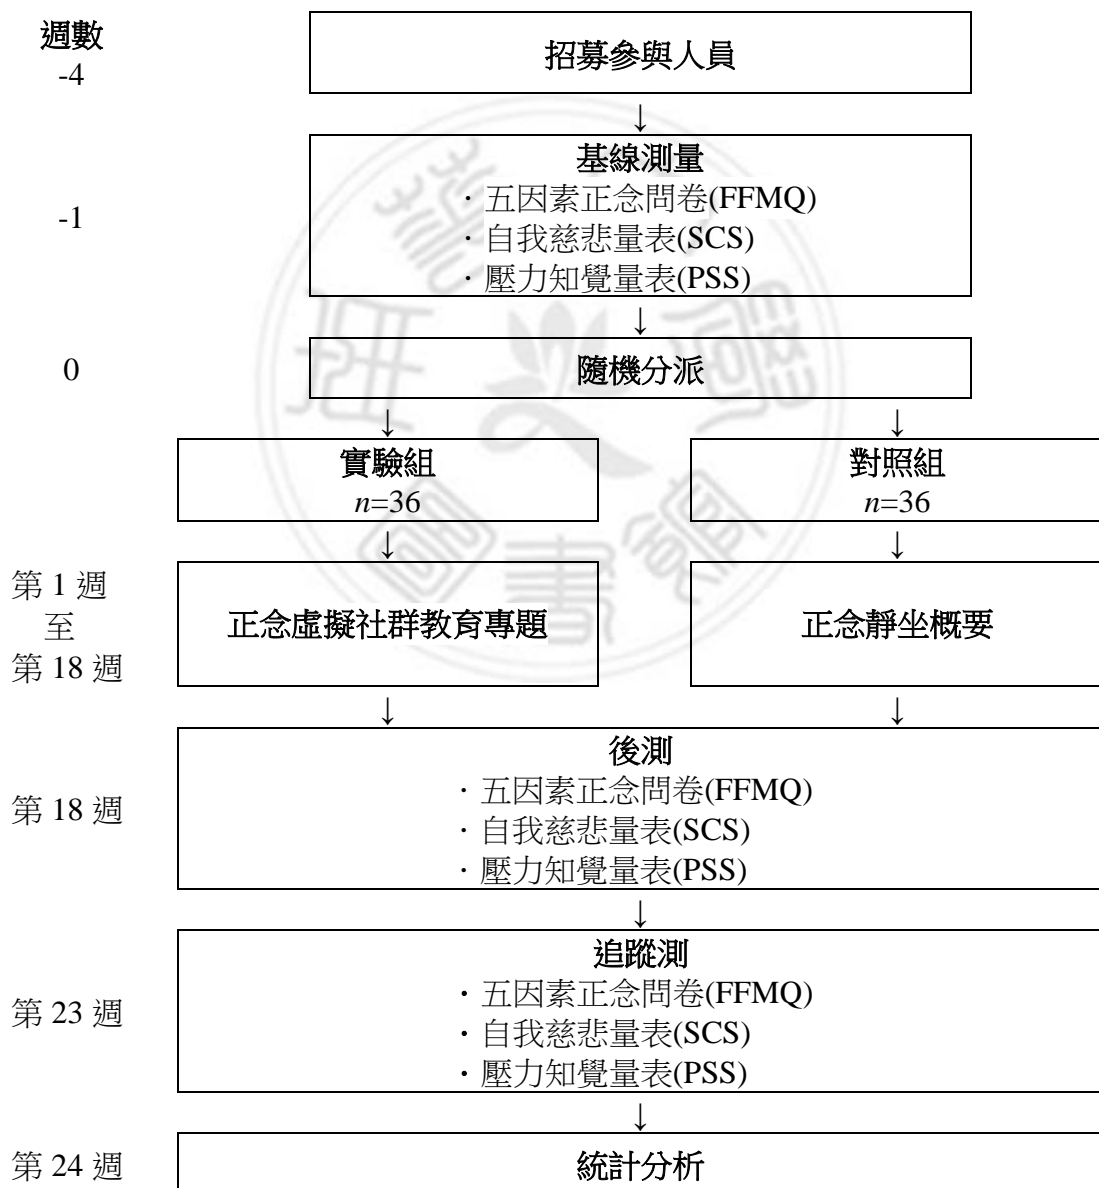 週數
-4
招募參與人員
↓
-1
基線測量
·五因素正念問卷(FFMQ)
·自我慈悲量表(SCS)
·壓力知覺量表(PSS)
↓
0
隨機分派
↓ ↓
實驗組
n=36
對照組
n=36
↓ ↓
第 1 週
至
第 18 週
正念虛擬社群教育專題
正念靜坐概要
↓ ↓
第 18 週
後測
·五因素正念問卷(FFMQ)
·自我慈悲量表(SCS)
·壓力知覺量表(PSS)
↓
第 23 週
追蹤測
·五因素正念問卷(FFMQ)
·自我慈悲量表(SCS)
·壓力知覺量表(PSS)
↓
第 24 週
統計分析